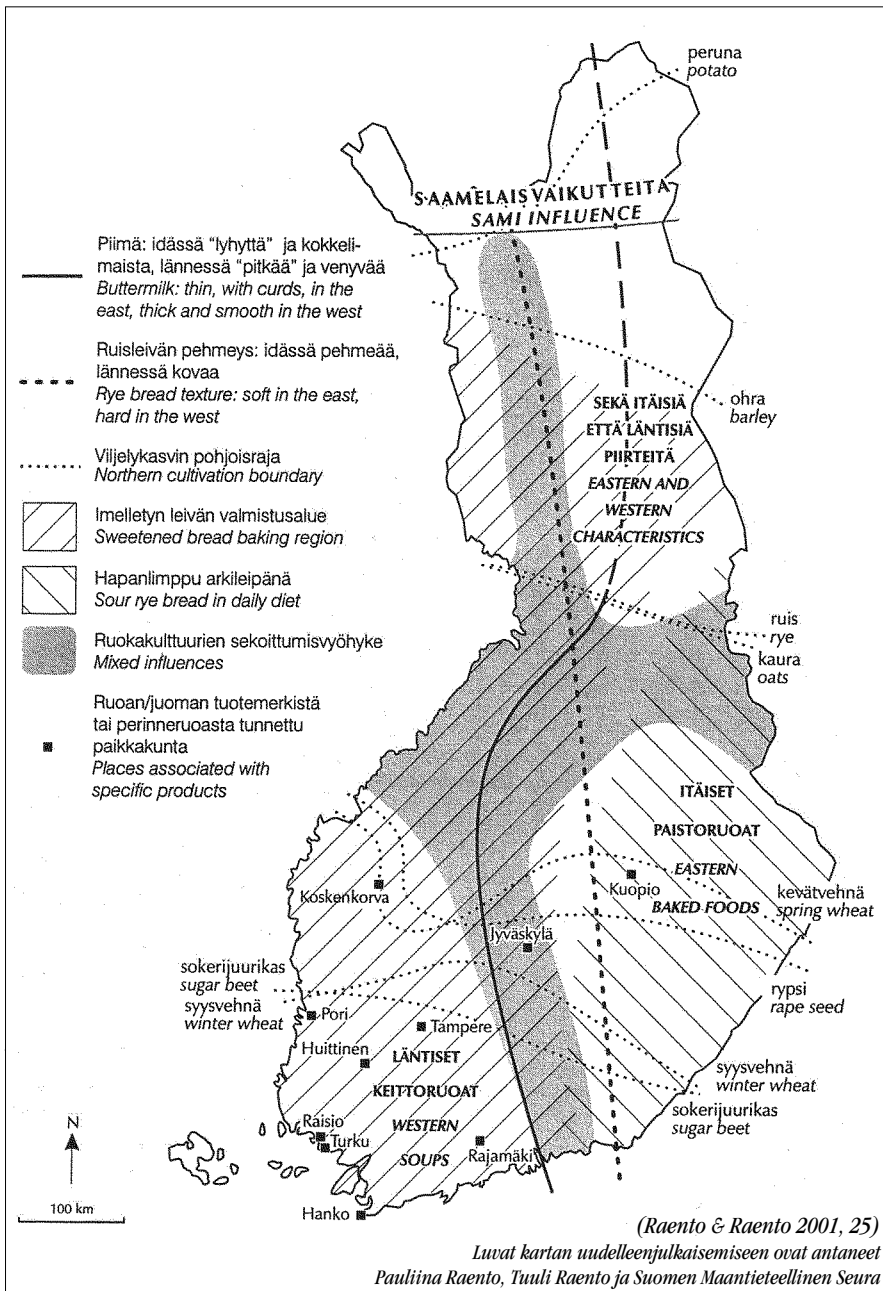 peruna
potato
SAAMELAISVAIKUTTEITA
SAMI INFLUENCE
Piimä: idässä "lyhyttä" ja kokkeli-
maista, lännessä "pitkää" ja venyvää
Buttermilk: thin, with curds, in the
east, thick and smooth in the west
Ruisleivän pehmeys: idässä pehmeää,
lännessä kovaa
Rye bread texture: soft in the east,
hard in the west
Viljelykasvin pohjoisraja
Northern cultivation boundary
Imelletyn leivän valmistusalue
Sweetened bread baking region
Hapanlimppu arkileipänä
Sour rye bread in daily diet
Ruokakulttuurien sekoittumisvyöhyke
Mixed influences
Ruoan/juoman tuotemerkistä
tai perinneruoasta tunnettu
paikkakunta
Places associated with
specific products
ohra
barley
SEKÄ ITÄISIÄ
ETTÄ LÄNTISIÄ
PIIRTEITÄ
EASTERN AND
WESTERN
CHARACTERISTICS
ruis
rye
kaura
oats
ITÄISET
PAISTORUOAT
EASTERN
BAKED FOODS
Kuopio
kevätvehnä
spring wheat
Koskenkorva
Jyväskylä
rypsi
rape seed
sokerijuurikas
sugar beet
syysvehnä
winter wheat
Pori
Tampere
Huittinen
LÄNTISET
KEITTORUOAT
WESTERN
SOUPS
syysvehnä
winter wheat
sokerijuurikas
sugar beet
Raisio
Turku
Rajamäki
Hanko
N
100 km
(Raento & Raento 2001, 25)
Luvat kartan uudelleenjulkaisemiseen ovat antaneet
Pauliina Raento, Tuuli Raento ja Suomen Maantieteellinen Seura